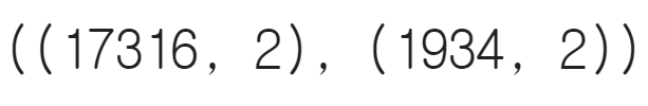 ((17316, 2), (1934, 2))